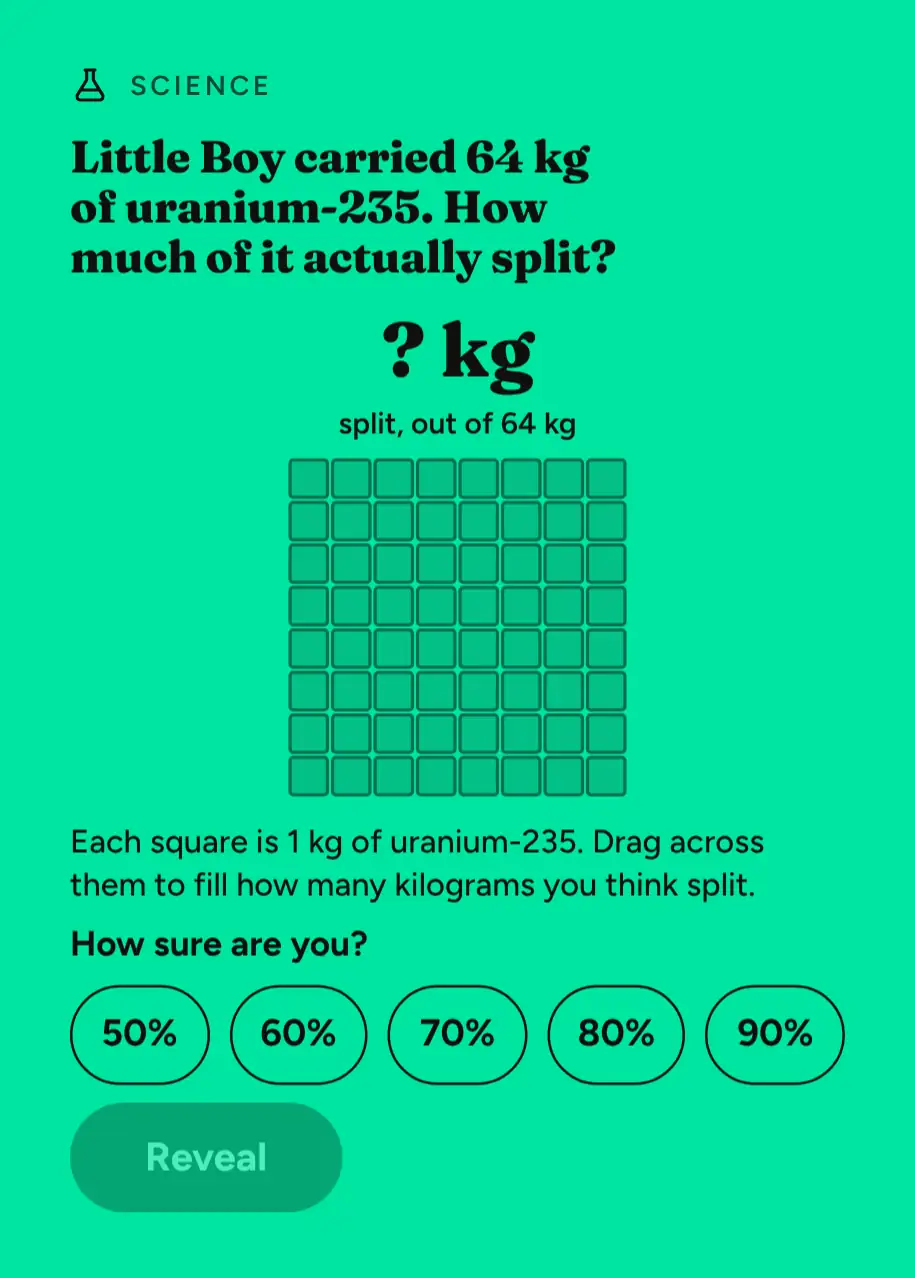 SCIENCE
Little Boy carried 64 kg
of uranium-235. How
much of it actually split?
? kg
split, out of 64 kg
Each square is 1 kg of uranium-235. Drag across
them to fill how many kilograms you think split.
How sure are you?
50% 60% 70% 80% 90%
Reveal